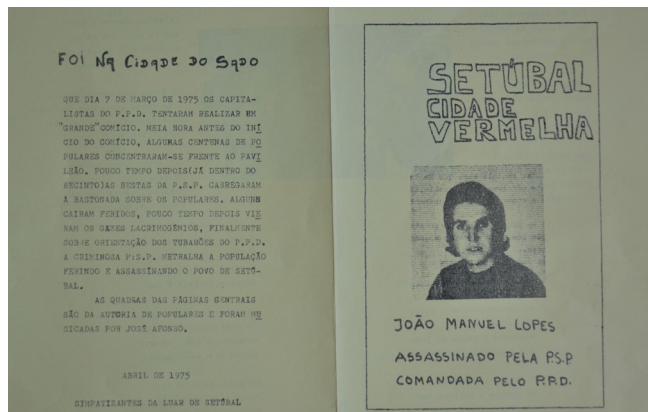 FOI NA CIDADE DO SADO
QUE DIA 7 DE MARÇO DE 1975 OS CAPITA-
LISTAS DO P.P.D. TENTARAM REALIZAR UM
"GRANDE" COMÍCIO. MEIA HORA ANTES DO INÍ
CIO DO COMÍCIO, ALGUMAS CENTENAS DE PO
PULARES CONCENTRARAM-SE FRENTE AO PAVI
LHÃO. POUCO TEMPO DEPOIS(JÁ DENTRO DO
RECINTO)AS BESTAS DA P.S.P. CARREGARAM
A BASTONADA SOBRE OS POPULARES. ALGUNS
CAIRAM FERIDOS, POUCO TEMPO DEPOIS VIE
RAM OS GASES LACRIMOGÉNIOS, FINALMENTE
SOBRE ORIENTAÇÃO DOS TUBARÕES DO P.P.D.
A CRIMINOSA P.S.P. METRALHA A POPULAÇÃO
FERINDO E ASSASSINANDO O POVO DE SETÚ-
BAL.
AS QUADRAS DAS PÁGINAS CENTRAIS
SÃO DA AUTORIA DE POPULARES E FORAM MU
SICADAS POR JOSÉ AFONSO.
ABRIL DE 1975
SIMPATIZANTES DA LUAR DE SETÚBAL
SETÚBAL
CIDADE
VERMELHA
JOÃO MANUEL LOPES
ASSASSINADO PELA P.S.P
COMANDADA PELO P.P.D.